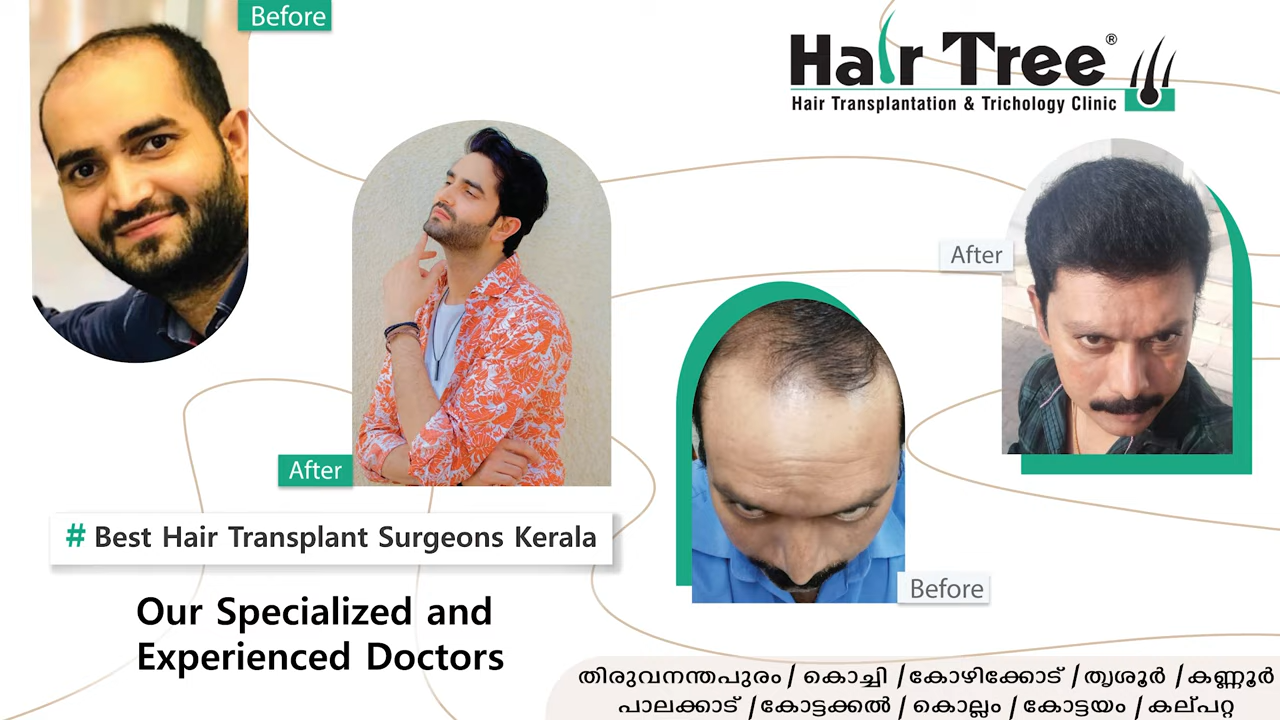 Before
Hair Tree®
Hair Transplantation & Trichology Clinic
After
After
# Best Hair Transplant Surgeons Kerala
Before
Our Specialized and
Experienced Doctors
തിരുവനന്തപുരം / കൊച്ചി / കോഴിക്കോട് / തൃശൂർ / കണ്ണൂർ
പാലക്കാട് / കോട്ടക്കൽ / കൊല്ലം / കോട്ടയം / കല്പറ്റ